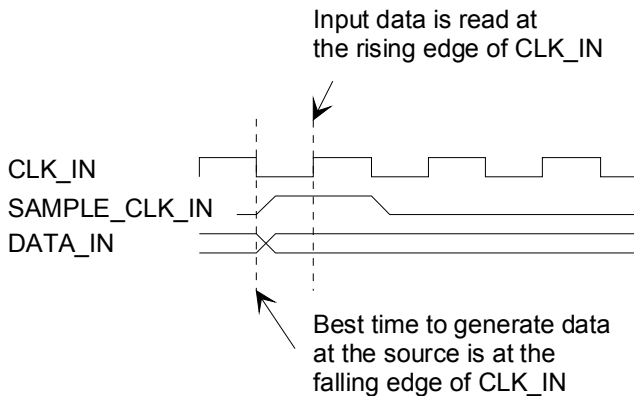 Input data is read at
the rising edge of CLK_IN
CLK_IN
SAMPLE_CLK_IN
DATA_IN
Best time to generate data
at the source is at the
falling edge of CLK_IN